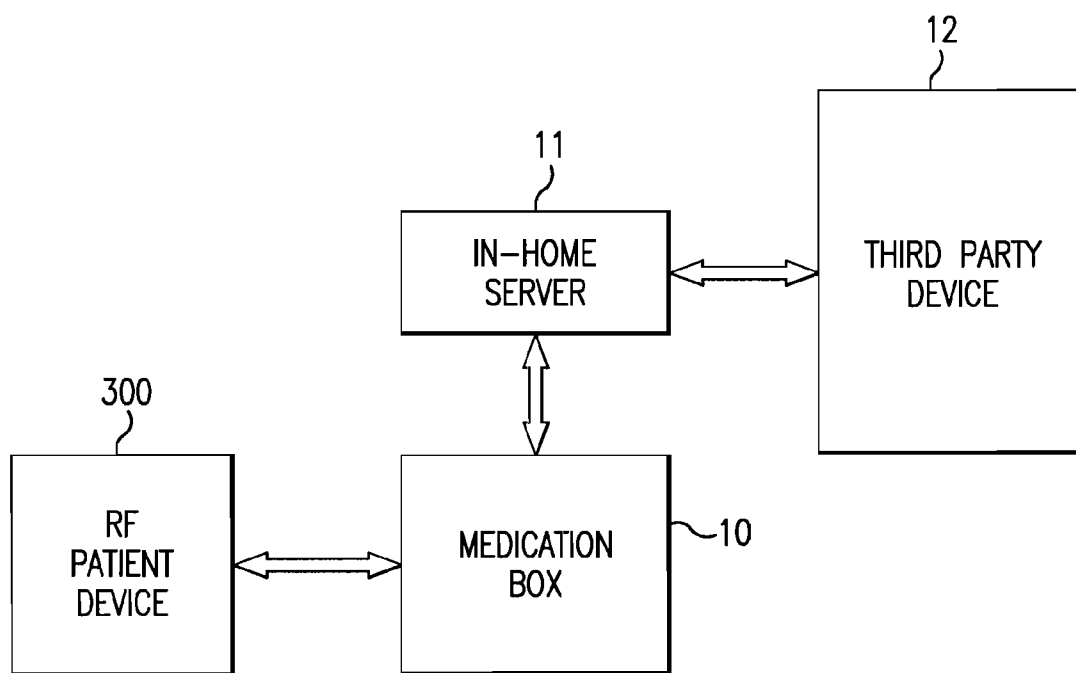 12
11
IN-HOME
SERVER
THIRD PARTY
DEVICE
300
RF
PATIENT
DEVICE
MEDICATION
BOX
10